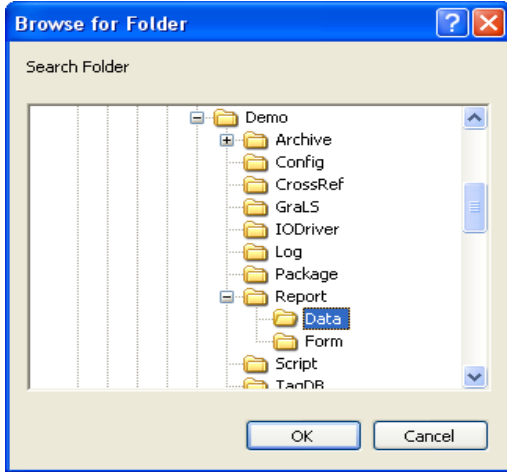 Browse for Folder
Search Folder
Demo
Archive
Config
CrossRef
GraLS
IODriver
Log
Package
Report
Data
Form
Script
TagDB
OK Cancel